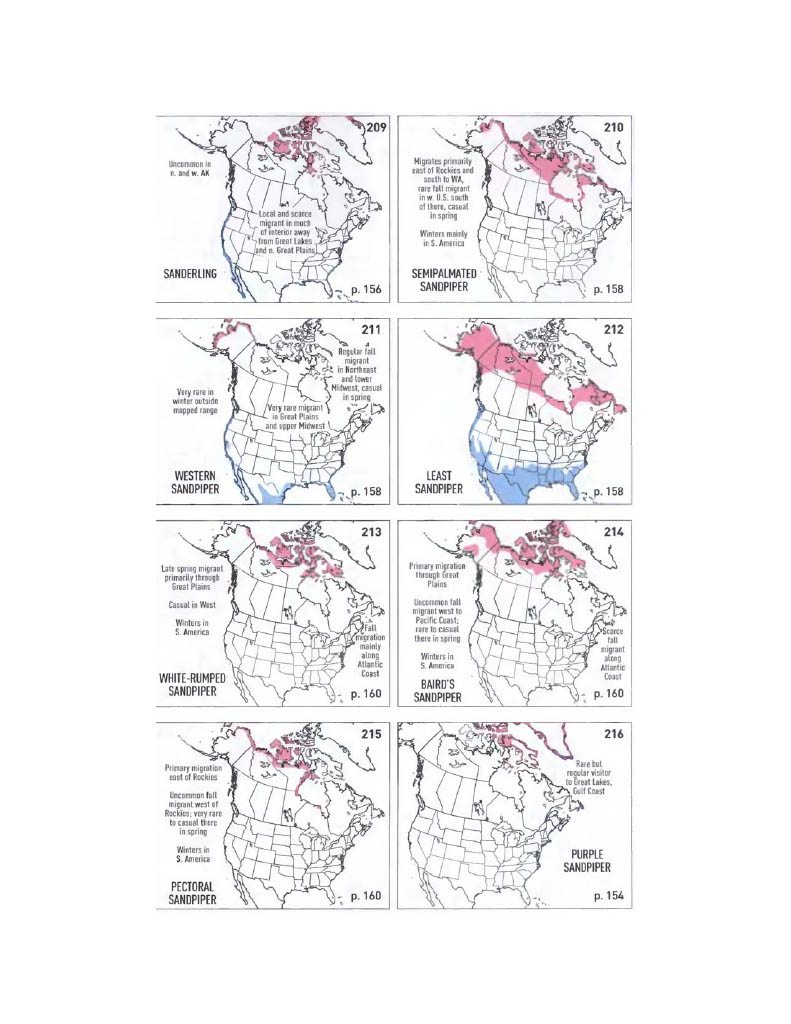 209
Uncommon in
n. and w. AK
Local and scarce
migrant in much
of interior away
from Great Lakes
and n. Great Plains
SANDERLING
p. 156
210
Migrates primarily
east of Rockies and
south to WA,
rare fall migrant
in w. U.S. south
of there, casual
in spring
Winters mainly
in S. America
SEMIPALMATED
SANDPIPER
p. 158
211
Regular fall
migrant
in Northeast
and lower
Midwest, casual
in spring
Very rare in
winter outside
mapped range
Very rare migrant
in Great Plains
and upper Midwest
WESTERN
SANDPIPER
p. 158
212
LEAST
SANDPIPER
p. 158
213
Late spring migrant
primarily through
Great Plains
Casual in West
Winters in
S. America
Fall
migration
mainly
along
Atlantic
Coast
WHITE-RUMPED
SANDPIPER
p. 160
214
Primary migration
through Great
Plains
Uncommon fall
migrant west to
Pacific Coast;
rare to casual
there in spring
Winters in
S. America
Scarce
fall
migrant
along
Atlantic
Coast
BAIRD'S
SANDPIPER
p. 160
215
Primary migration
east of Rockies
Uncommon fall
migrant west of
Rockies; very rare
to casual there
in spring
Winters in
S. America
PECTORAL
SANDPIPER
p. 160
216
Rare but
regular visitor
to Great Lakes,
Gulf Coast
PURPLE
SANDPIPER
p. 154